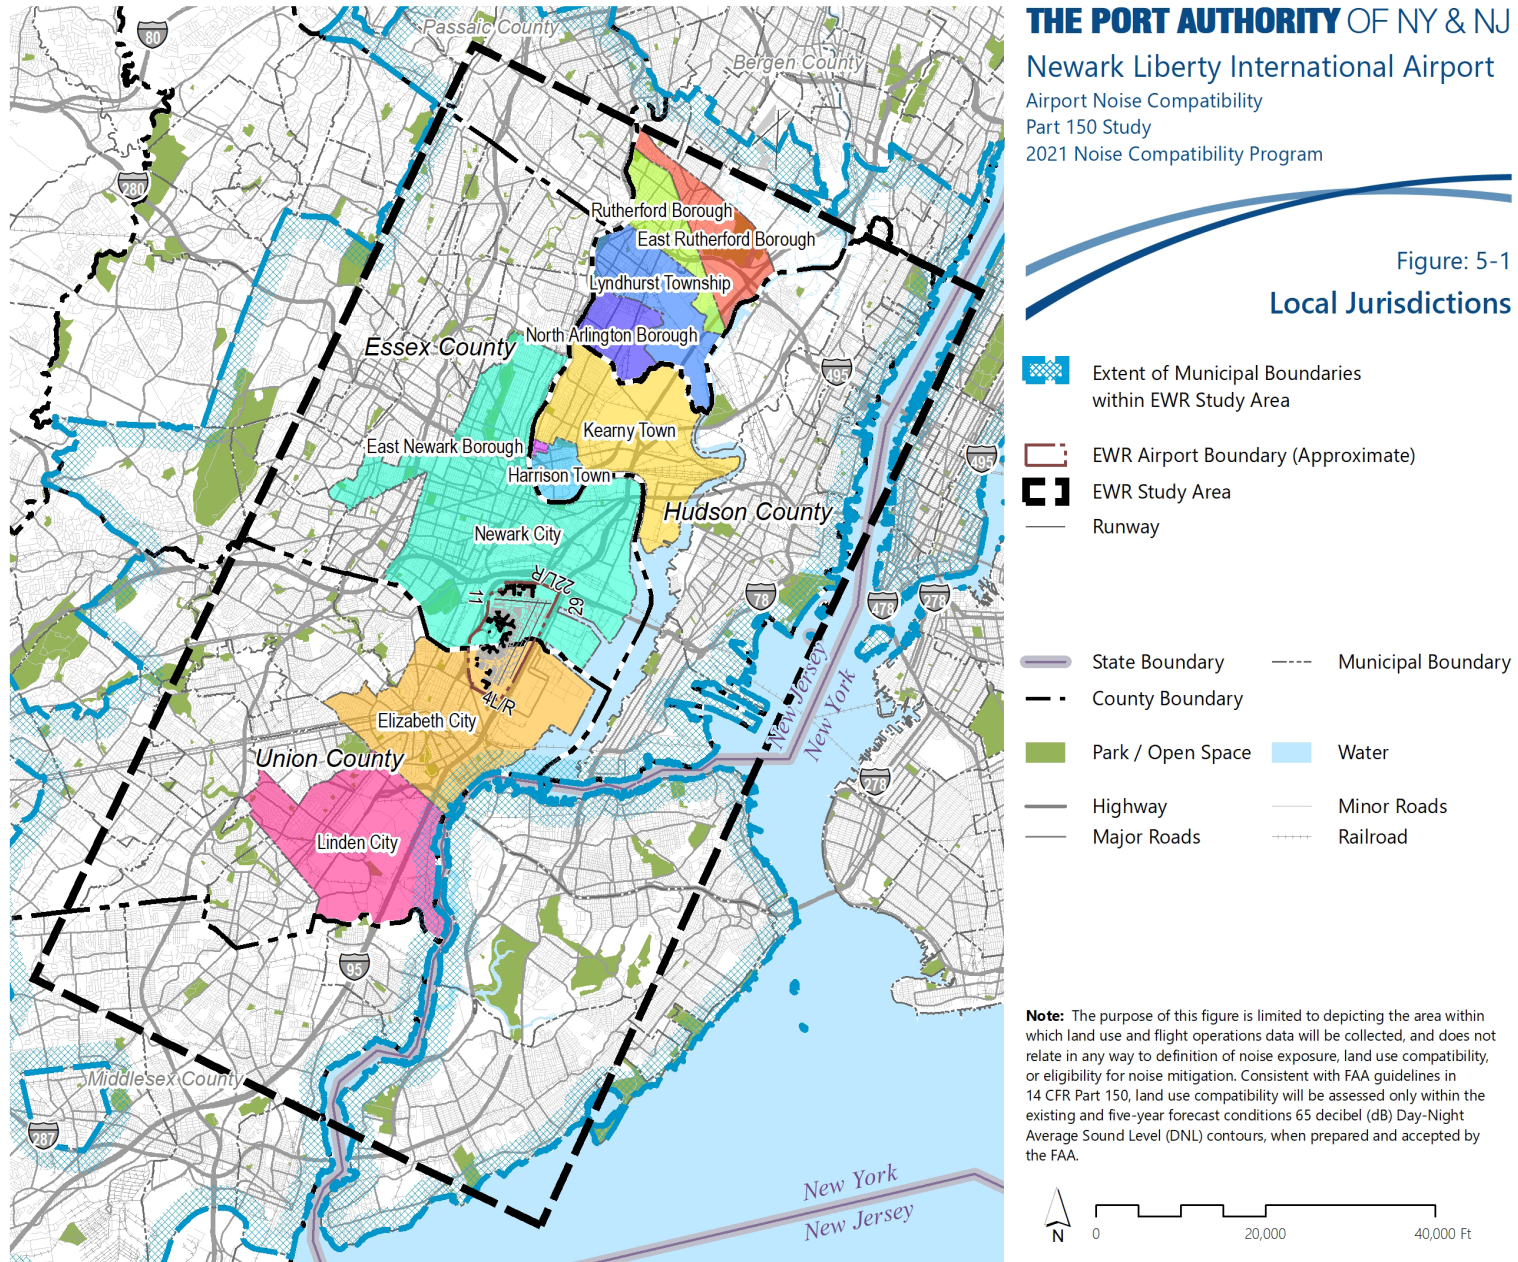 THE PORT AUTHORITY OF NY & NJ
Newark Liberty International Airport
Airport Noise Compatibility
Part 150 Study
2021 Noise Compatibility Program
Figure: 5-1
Local Jurisdictions
Extent of Municipal Boundaries
within EWR Study Area
EWR Airport Boundary (Approximate)
EWR Study Area
Runway
State Boundary
Municipal Boundary
County Boundary
Park / Open Space
Water
Highway
Minor Roads
Major Roads
Railroad
Note: The purpose of this figure is limited to depicting the area within
which land use and flight operations data will be collected, and does not
relate in any way to definition of noise exposure, land use compatibility,
or eligibility for noise mitigation. Consistent with FAA guidelines in
14 CFR Part 150, land use compatibility will be assessed only within the
existing and five-year forecast conditions 65 decibel (dB) Day-Night
Average Sound Level (DNL) contours, when prepared and accepted by
the FAA.
N
0
20,000
40,000 Ft
Passaic County
80
Bergen County
280
Rutherford Borough
East Rutherford Borough
Lyndhurst Township
North Arlington Borough
Essex County
495
Kearny Town
East Newark Borough
495
Harrison Town
Hudson County
Newark City
22L/R
11
29
78
478
278
4L/R
Elizabeth City
New Jersey
New York
Union County
278
Linden City
95
Middlesex County
287
New York
New Jersey